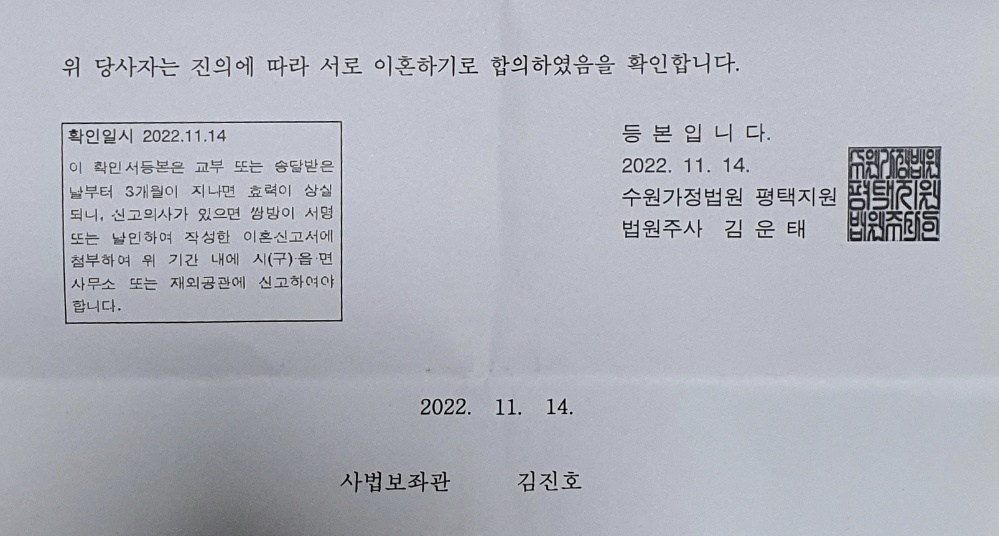 위 당사자는 진의에 따라 서로 이혼하기로 합의하였음을 확인합니다.
확인일시 2022.11.14
이 확인서등본은 교부 또는 송달받은
날부터 3개월이 지나면 효력이 상실
되니, 신고의사가 있으면 쌍방이 서명
또는 날인하여 작성한 이혼신고서에
첨부하여 위 기간 내에 시(구)·읍·면
사무소 또는 재외공관에 신고하여야
합니다.
등 본 입 니 다.
2022. 11. 14.
수원가정법원 평택지원
법원주사 김 운 태
수원가정법원
평택지원
법원주사인
2022. 11. 14.
사법보좌관 김진호